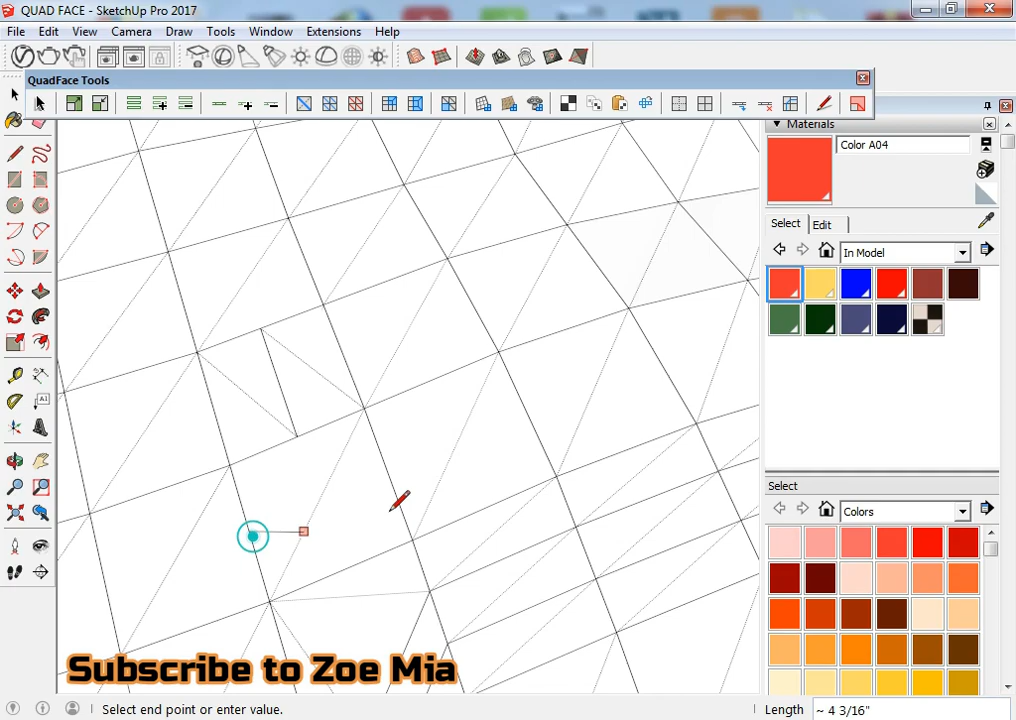 QUAD FACE - SketchUp Pro 2017
File Edit View Camera Draw Tools Window Extensions Help
QuadFace Tools
Materials
Color A04
Select Edit
In Model
Select
Colors
Subscribe to Zoe Mia
Select end point or enter value.
Length ~ 4 3/16"